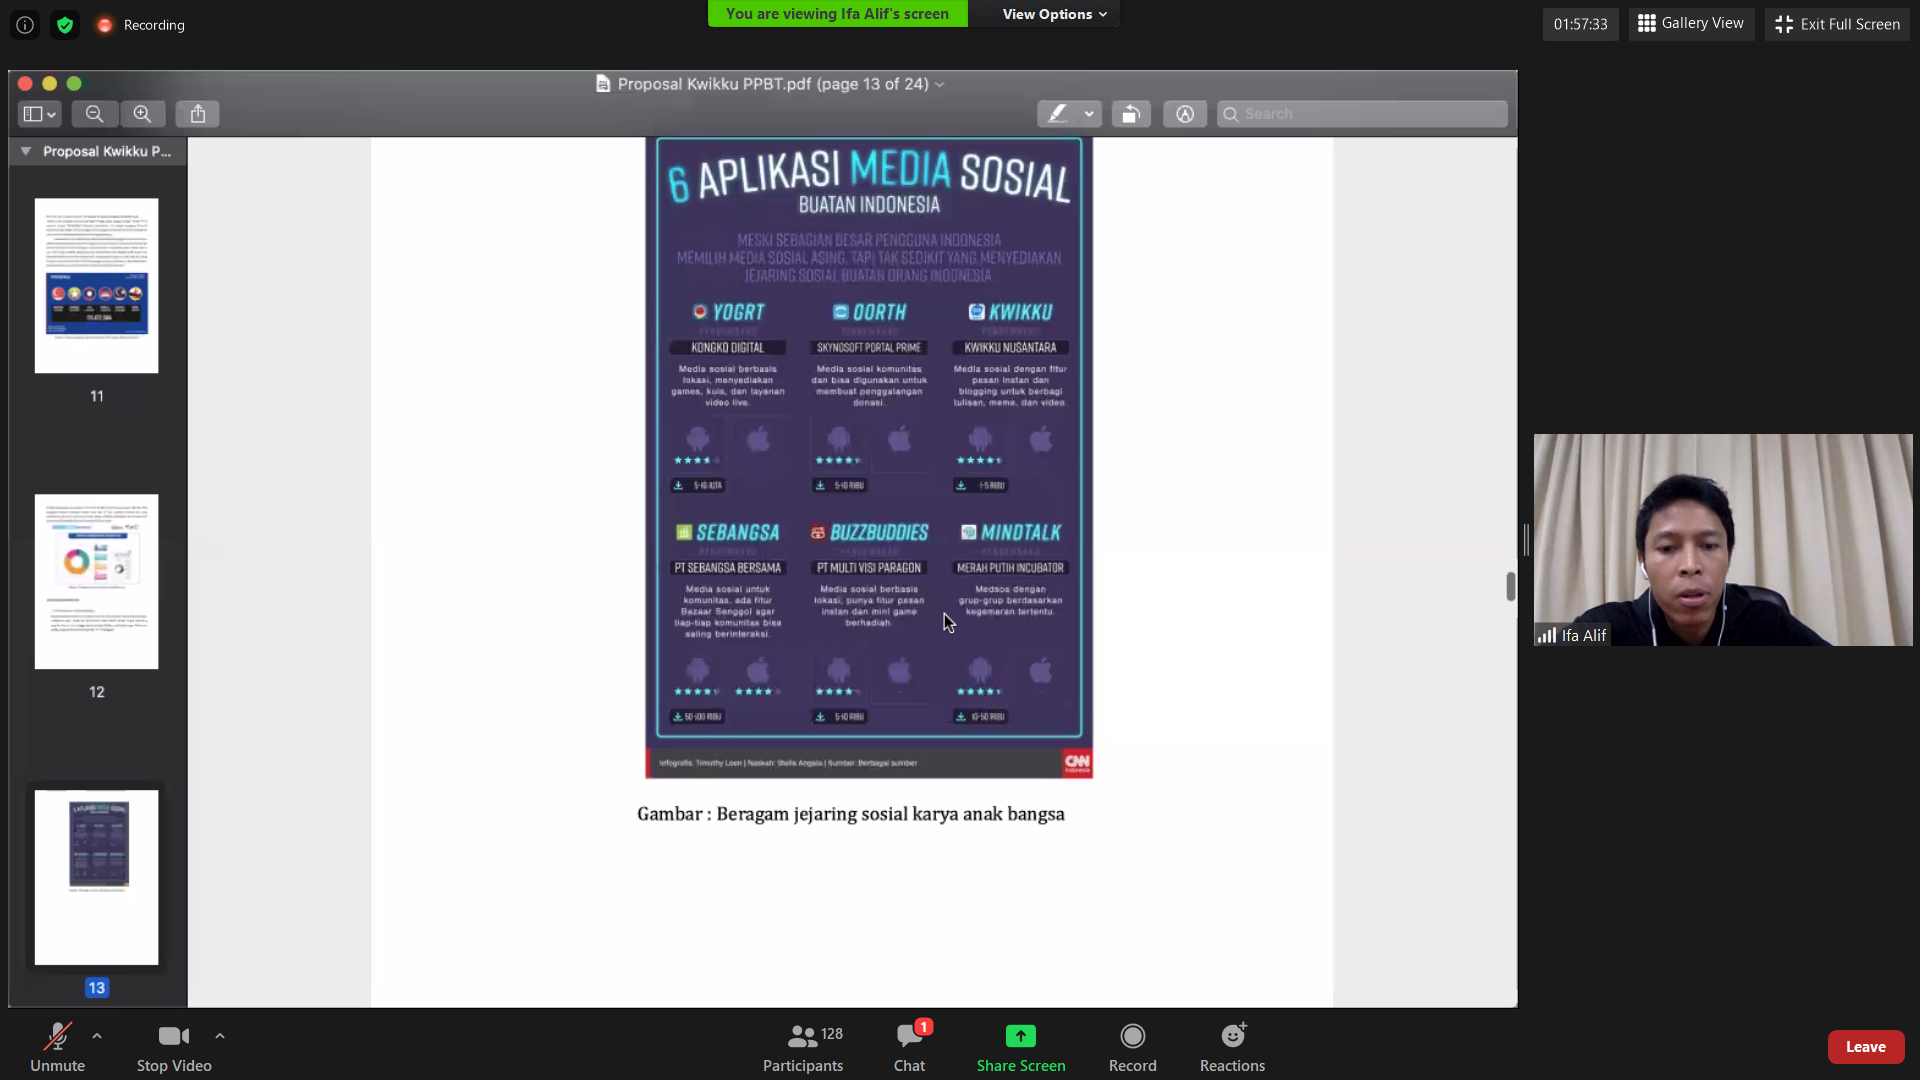 Recording
You are viewing Ifa Alif's screen
View Options
01:57:33
Gallery View
Exit Full Screen
Proposal Kwikku PPBT.pdf (page 13 of 24)
Search
Proposal Kwikku P...
11
12
13
6 APLIKASI MEDIA SOSIAL
BUATAN INDONESIA
MESKI SEBAGIAN BESAR PENGGUNA INDONESIA
MEMILIH MEDIA SOSIAL ASING, TAPI TAK SEDIKIT YANG MENYEDIAKAN
JEJARING SOSIAL BUATAN ORANG INDONESIA
YOGRT
PENGEMBANG
KONGKO DIGITAL
Media sosial berbasis
lokasi, menyediakan
games, kuis, dan layanan
video live.
5-10 JUTA
OORTH
PENGEMBANG
SKYNOSOFT PORTAL PRIME
Media sosial komunitas
dan bisa digunakan untuk
membuat penggalangan
donasi.
5-10 RIBU
KWIKKU
PENGEMBANG
KWIKKU NUSANTARA
Media sosial dengan fitur
pesan instan dan
blogging untuk berbagi
tulisan, meme, dan video.
1-5 RIBU
SEBANGSA
PENGEMBANG
PT SEBANGSA BERSAMA
Media sosial untuk
komunitas, ada fitur
Bazaar Senggol agar
tiap-tiap komunitas bisa
saling berinteraksi.
50-100 RIBU
BUZZBUDDIES
PENGEMBANG
PT MULTI VISI PARAGON
Media sosial berbasis
lokasi, punya fitur pesan
instan dan mini game
berhadiah.
5-10 RIBU
MINDTALK
PENGEMBANG
MERAH PUTIH INCUBATOR
Medsos dengan
grup-grup berdasarkan
kegemaran tertentu.
10-50 RIBU
Infografis: Timothy Loen | Naskah: Stella Angela | Sumber: Berbagai sumber
CNN
Indonesia
Gambar : Beragam jejaring sosial karya anak bangsa
Ifa Alif
Unmute
Stop Video
128
Participants
1
Chat
Share Screen
Record
Reactions
Leave